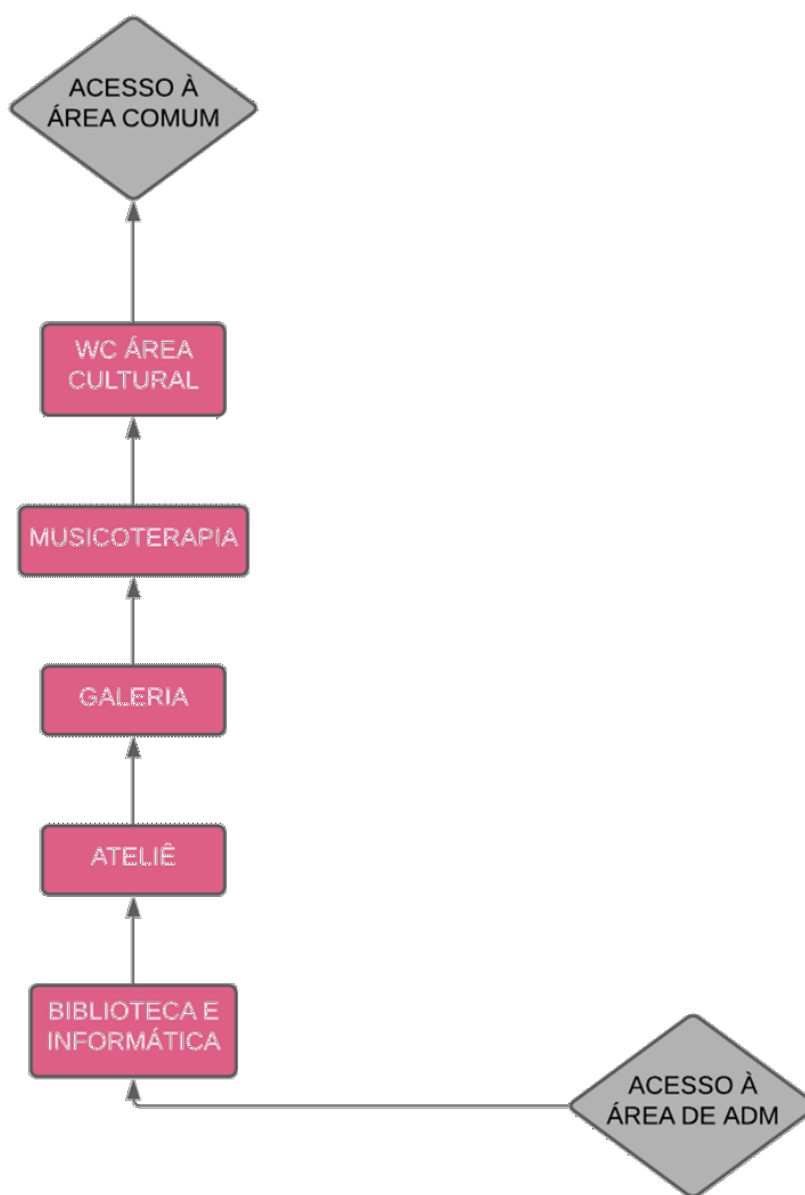 ACESSO À
ÁREA COMUM
WC ÁREA
CULTURAL
MUSICOTERAPIA
GALERIA
ATELIÊ
BIBLIOTECA E
INFORMÁTICA
ACESSO À
ÁREA DE ADM